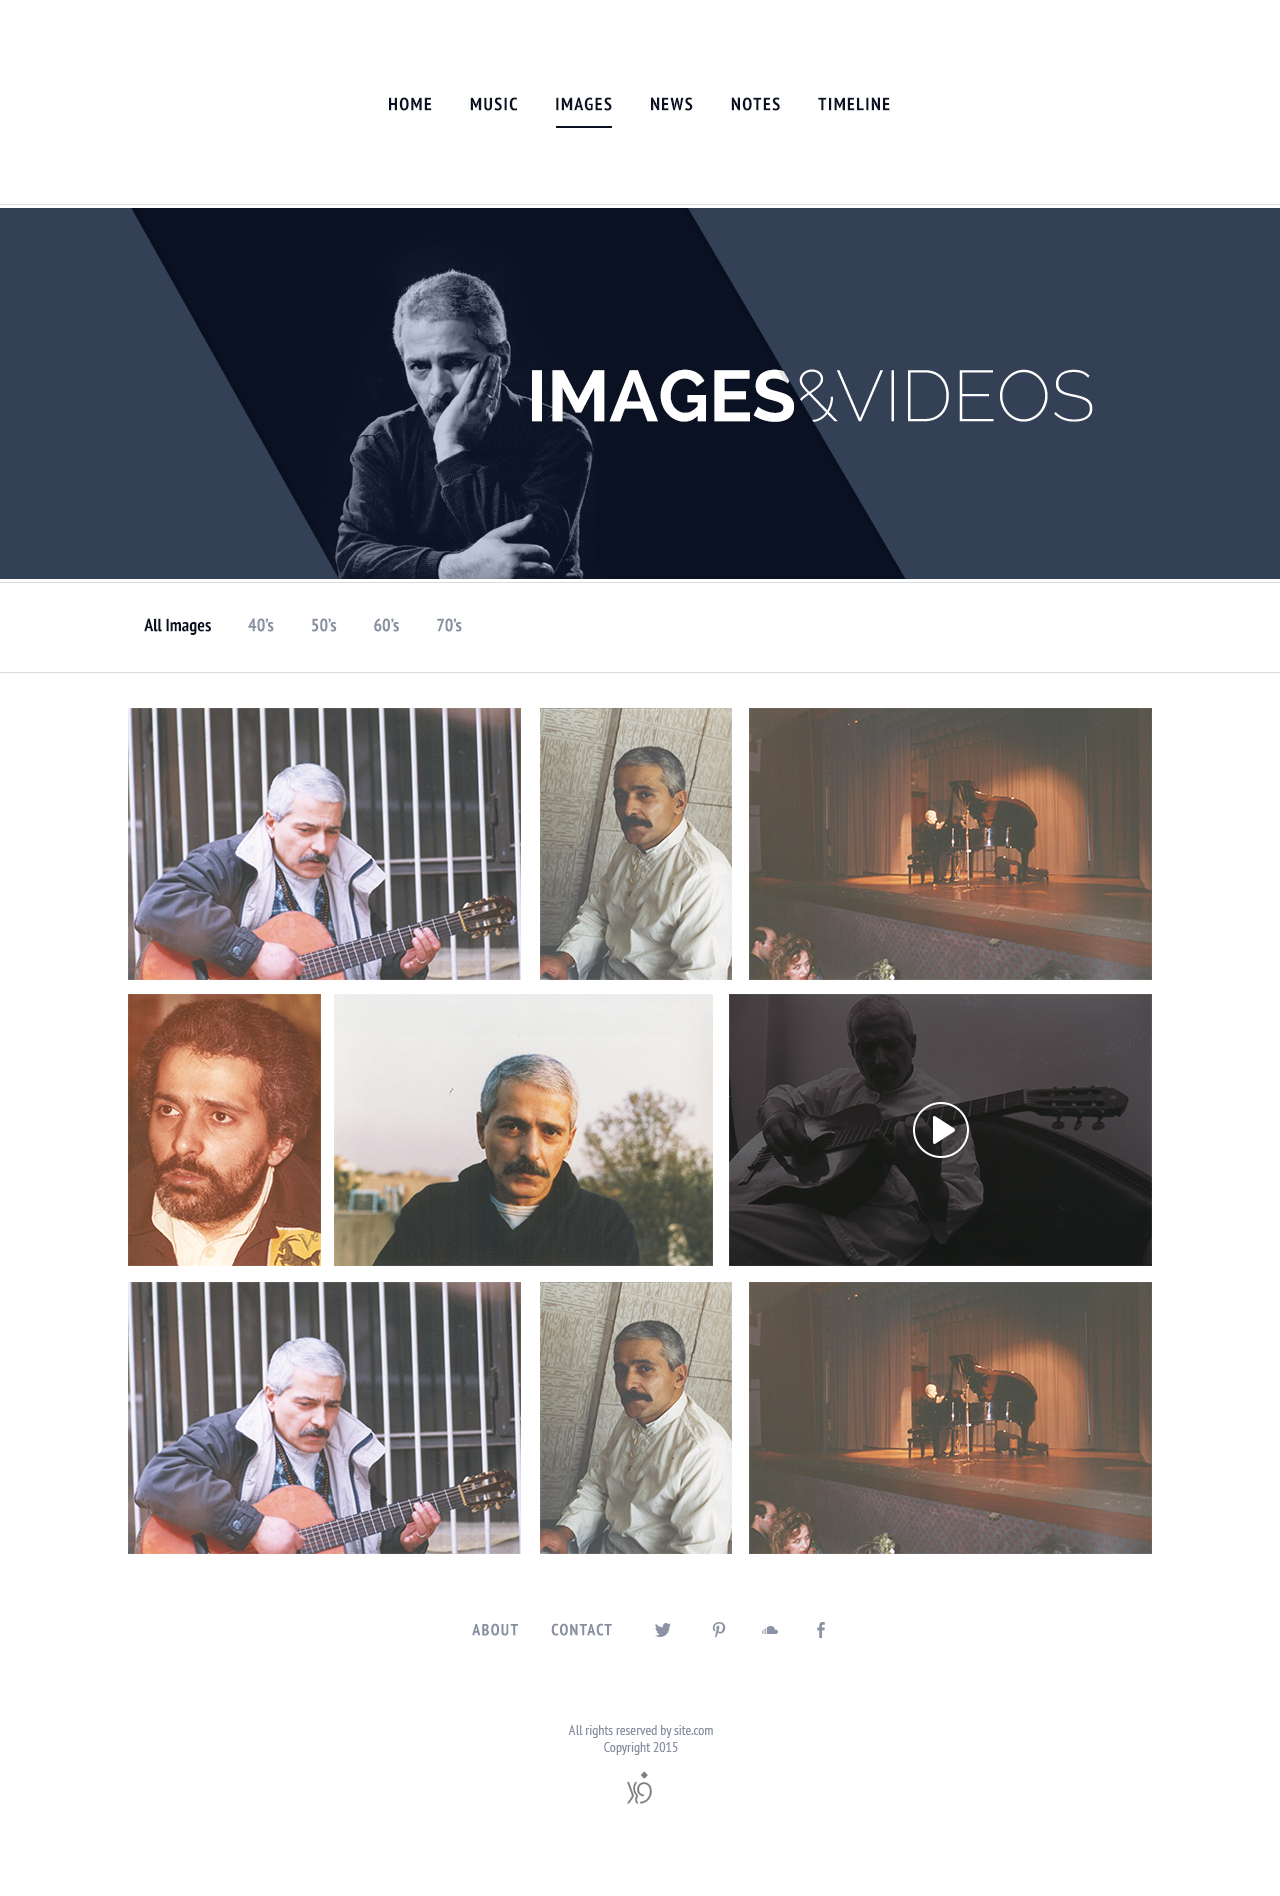 HOME MUSIC IMAGES NEWS NOTES TIMELINE
IMAGES&VIDEOS
All Images 40's 50's 60's 70's
ABOUT CONTACT
All rights reserved by site.com
Copyright 2015